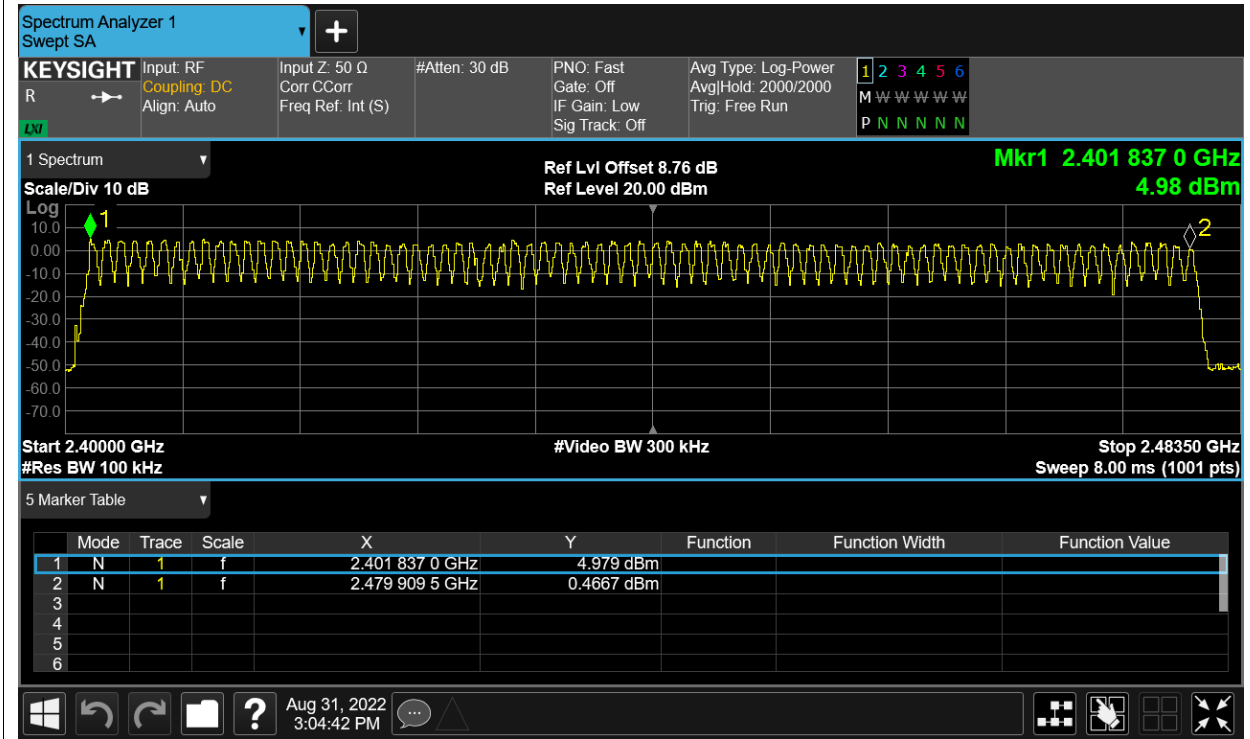 Spectrum Analyzer 1
Swept SA
+
KEYSIGHT
R
LXI
Input: RF
Coupling: DC
Align: Auto
Input Z: 50 Ω
Corr CCorr
Freq Ref: Int (S)
#Atten: 30 dB
PNO: Fast
Gate: Off
IF Gain: Low
Sig Track: Off
Avg Type: Log-Power
Avg|Hold: 2000/2000
Trig: Free Run
1 2 3 4 5 6
M W W W W W W
P N N N N N N
1 Spectrum
Scale/Div 10 dB
Ref Lvl Offset 8.76 dB
Ref Level 20.00 dBm
Mkr1 2.401 837 0 GHz
4.98 dBm
Log
10.0
0.00
-10.0
-20.0
-30.0
-40.0
-50.0
-60.0
-70.0
1
2
Start 2.40000 GHz
#Res BW 100 kHz
#Video BW 300 kHz
Stop 2.48350 GHz
Sweep 8.00 ms (1001 pts)
5 Marker Table
Mode Trace Scale X Y Function Function Width Function Value
1 N 1 f 2.401 837 0 GHz 4.979 dBm
2 N 1 f 2.479 909 5 GHz 0.4667 dBm
3
4
5
6
?
Aug 31, 2022
3:04:42 PM